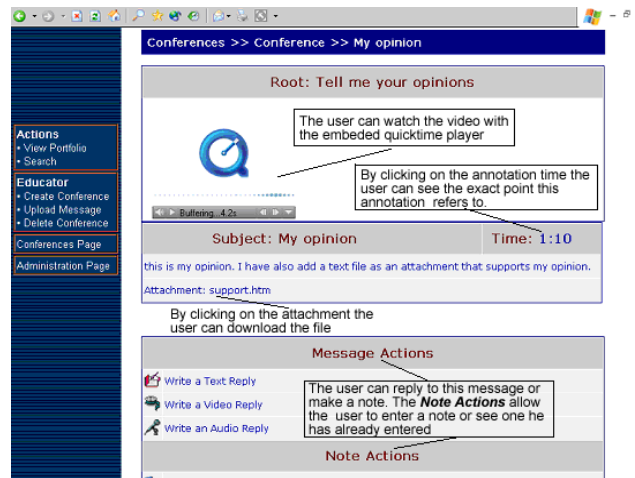 Conferences >> Conference >> My opinion
Root: Tell me your opinions
The user can watch the video with
the embeded quicktime player
Actions
• View Portfolio
• Search
By clicking on the annotation time the
user can see the exact point this
annotation refers to.
Educator
• Create Conference
• Upload Message
• Delete Conference
Buffering...4.2s
Conferences Page
Subject: My opinion
Time: 1:10
Administration Page
this is my opinion. I have also add a text file as an attachment that supports my opinion.
Attachment: support.htm
By clicking on the attachment the
user can download the file
Message Actions
Write a Text Reply
Write a Video Reply
Write an Audio Reply
The user can reply to this message or
make a note. The Note Actions allow
the user to enter a note or see one he
has already entered
Note Actions